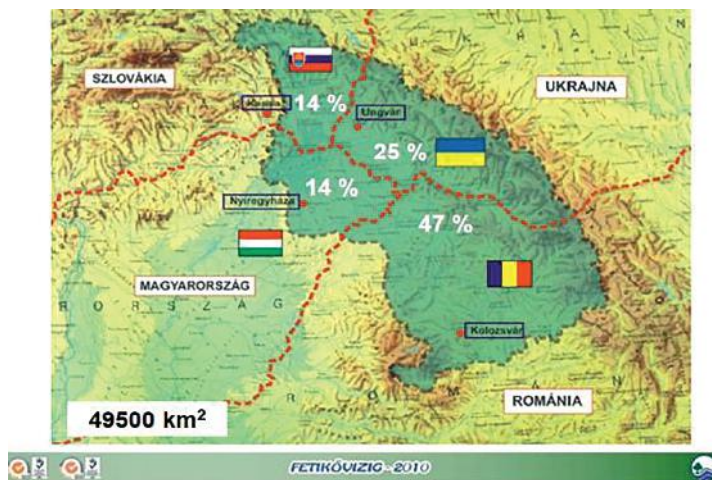 SZLOVÁKIA
UKRAJNA
14 %
Ungvár
25 %
14 %
Nyíregyháza
47 %
MAGYARORSZÁG
R O R S Z Á G
Kolozsvár
ROMÁNIA
49500 km²
FETIKÖVIZIG - 2010